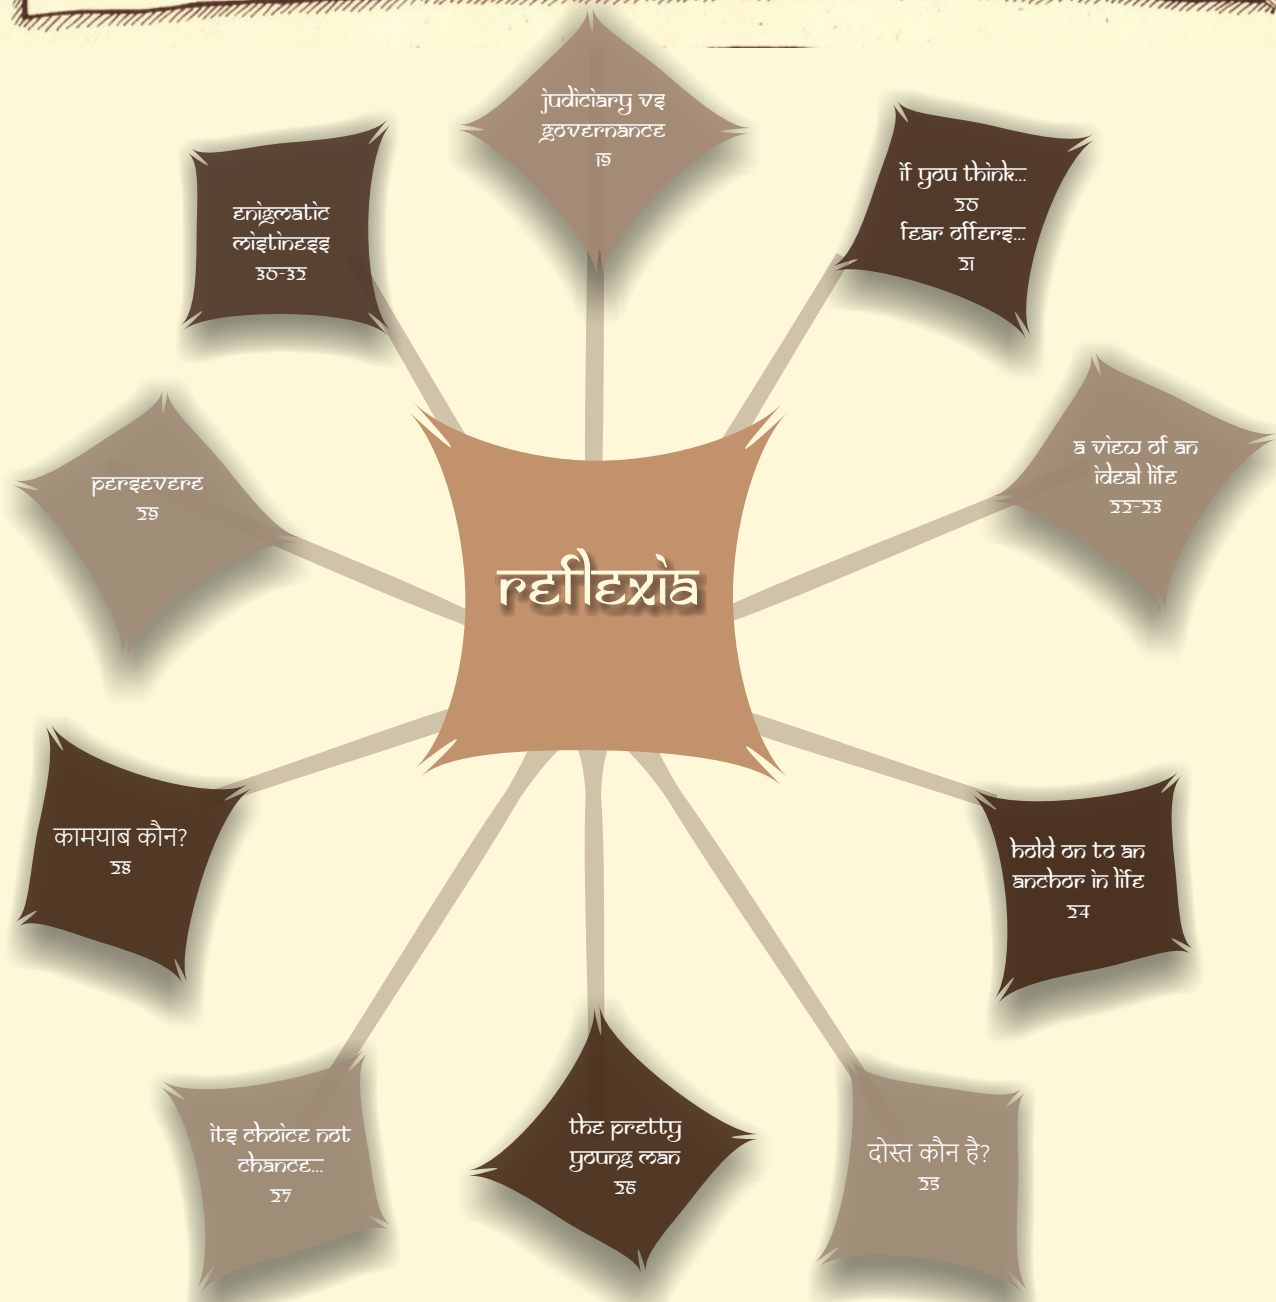 judiciary vs
governance
19
if you think...
20
fear offers...
21
enigmatic
mistiness
30-32
a view of an
ideal life
22-23
persevere
29
reflexia
कामयाब कौन?
28
hold on to an
anchor in life
24
its choice not
chance...
27
the pretty
young man
26
दोस्त कौन है?
25